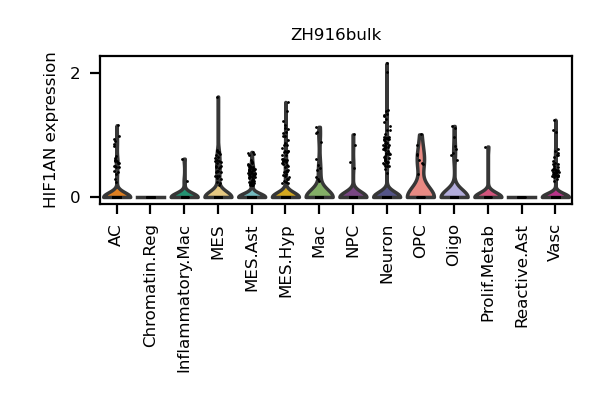 ZH916bulk
HIF1AN expression
2
0
AC
Chromatin.Reg
Inflammatory.Mac
MES
MES.Ast
MES.Hyp
Mac
NPC
Neuron
OPC
Oligo
Prolif.Metab
Reactive.Ast
Vasc